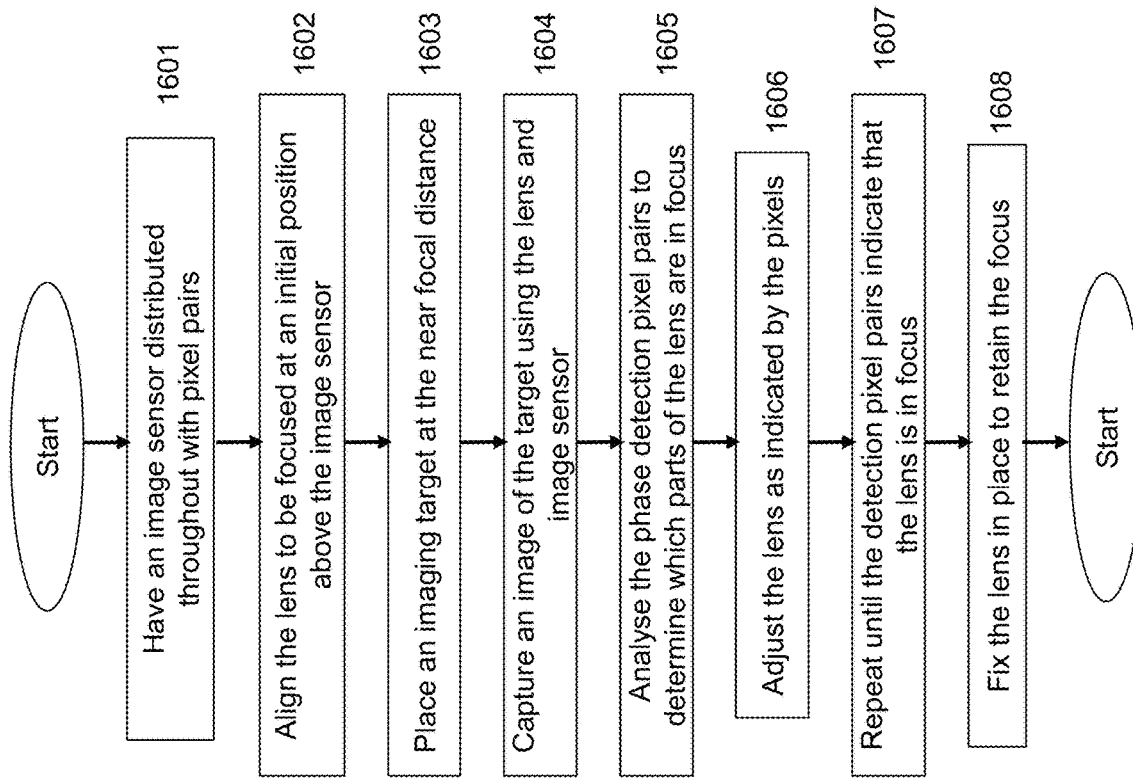 Start
1601
Have an image sensor distributed
throughout with pixel pairs
1602
Align the lens to be focused at an initial position
above the image sensor
1603
Place an imaging target at the near focal distance
1604
Capture an image of the target using the lens and
image sensor
1605
Analyse the phase detection pixel pairs to
determine which parts of the lens are in focus
1606
Adjust the lens as indicated by the pixels
1607
Repeat until the detection pixel pairs indicate that
the lens is in focus
1608
Fix the lens in place to retain the focus
Start